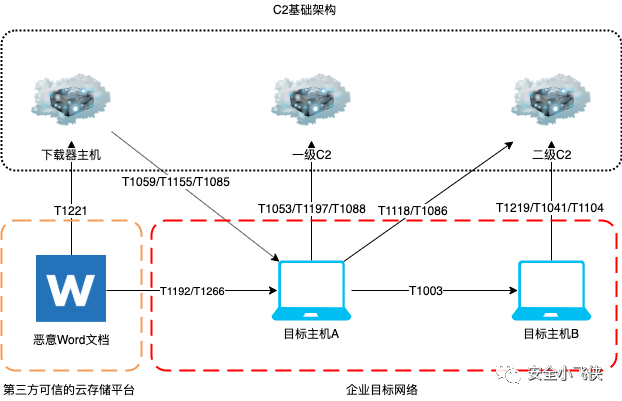 C2基础架构
下载器主机
一级C2
二级C2
T1059/T1155/T1085
T1221
T1053/T1197/T1088
T1118/T1086
T1219/T1041/T1104
W
T1192/T1266
T1003
恶意Word文档
目标主机A
目标主机B
安全小飞侠
第三方可信的云存储平台
企业目标网络